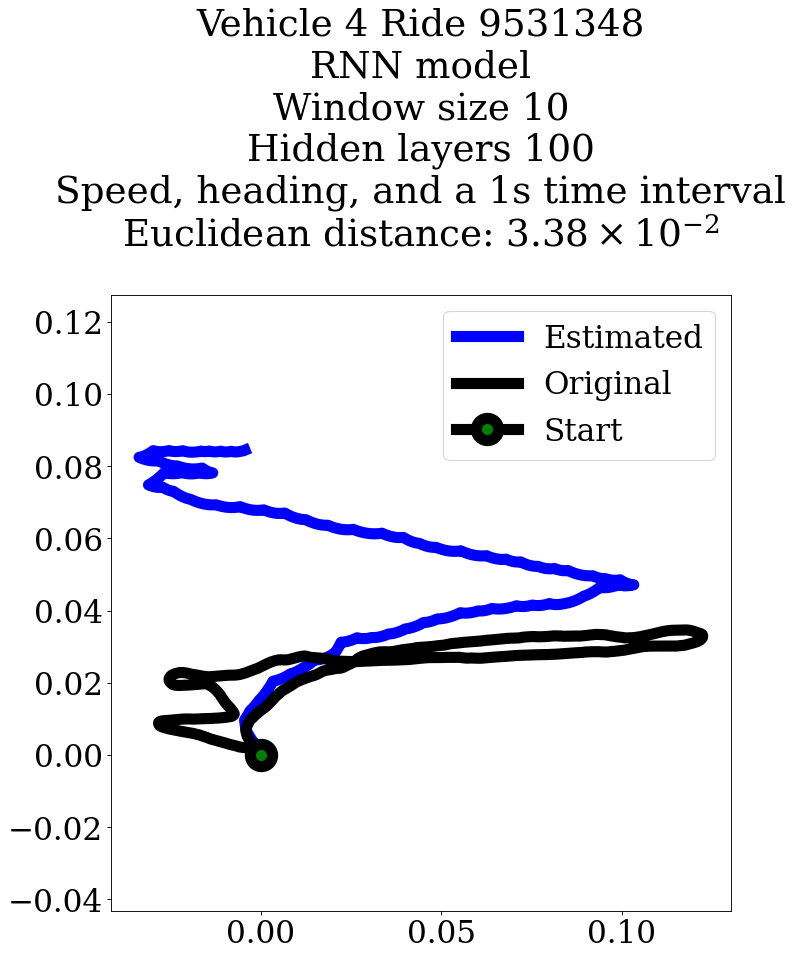 Vehicle 4 Ride 9531348
RNN model
Window size 10
Hidden layers 100
Speed, heading, and a 1s time interval
Euclidean distance: 3.38 × 10⁻²
Estimated
Original
Start
0.12
0.10
0.08
0.06
0.04
0.02
0.00
−0.02
−0.04
0.00 0.05 0.10